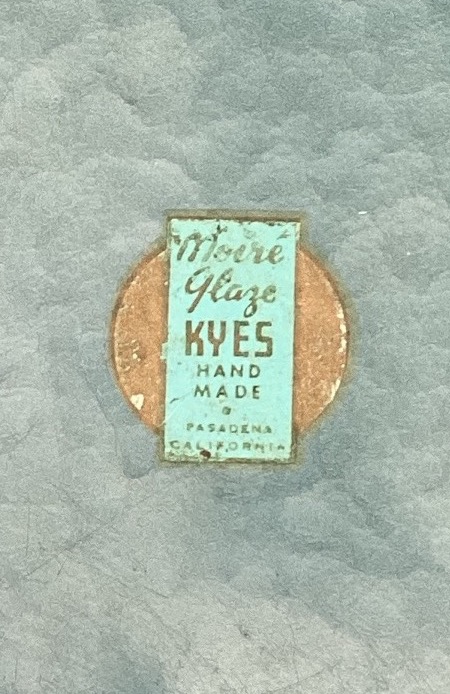 Moiré
Glaze
KYES
HAND
MADE
PASADENA
CALIFORNIA